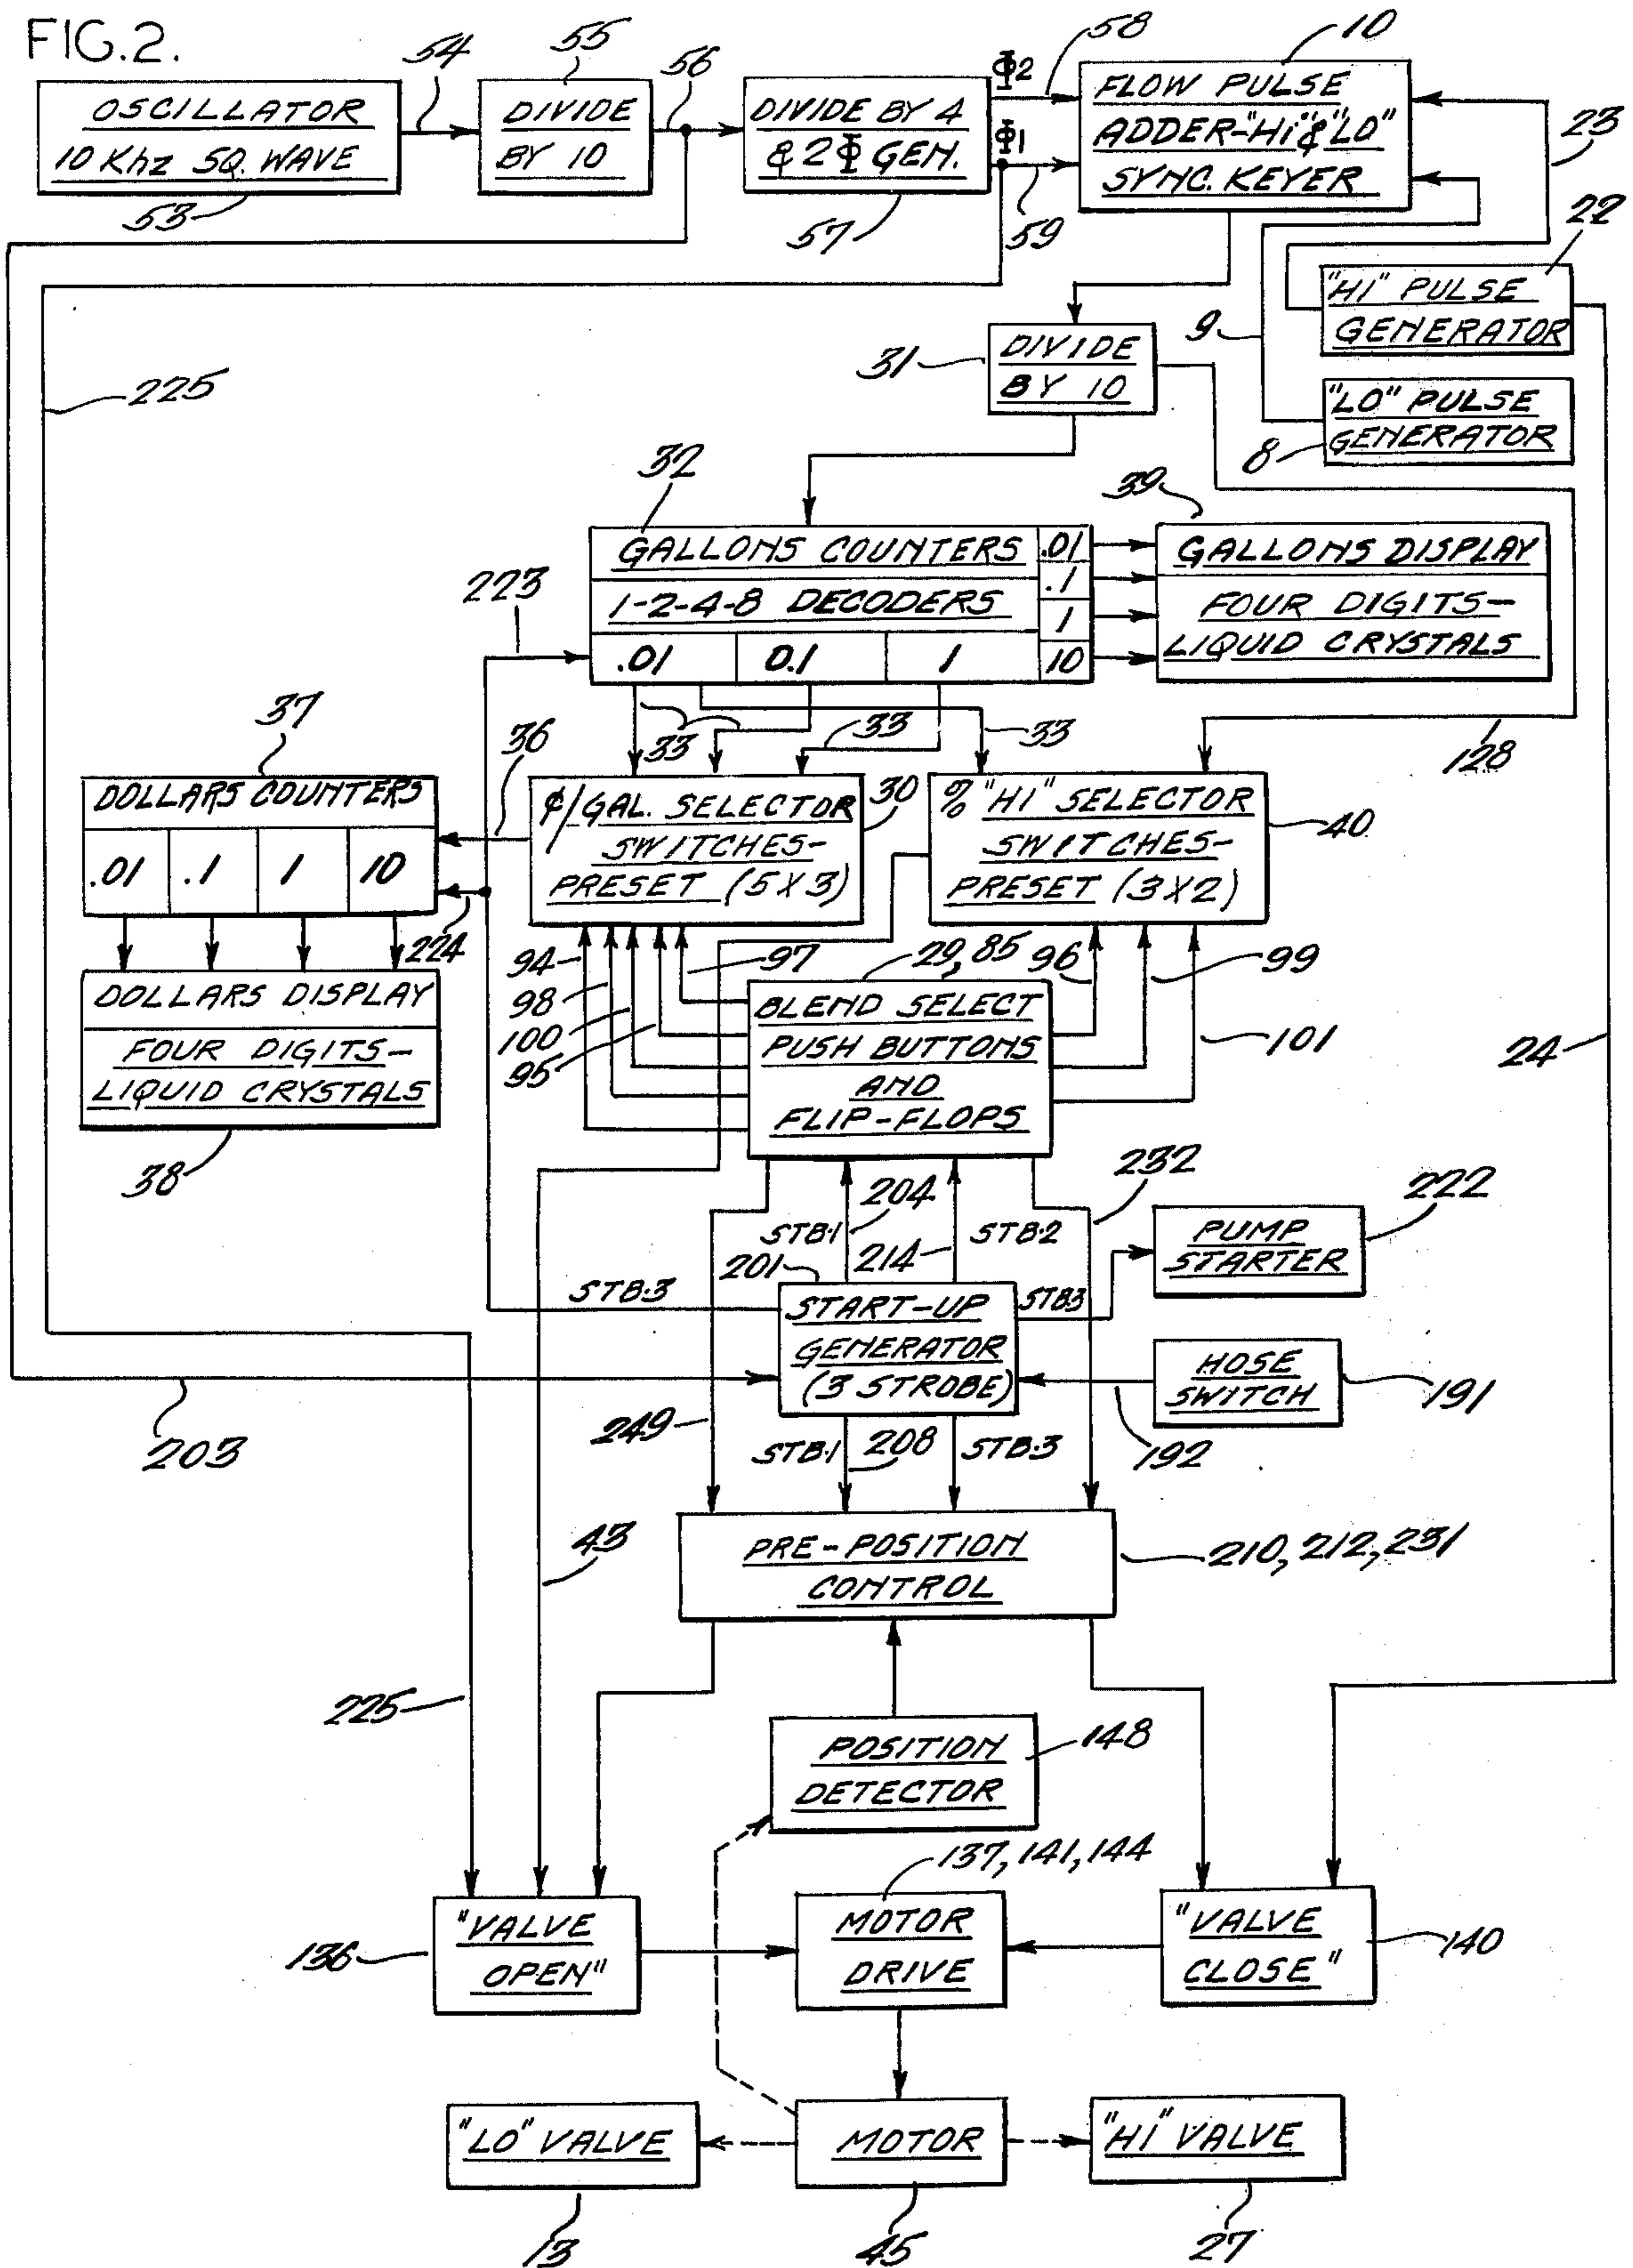 FIG.2.
54
55
56
58
10
OSCILLATOR
10 Khz SQ. WAVE
53
DIVIDE
BY 10
DIVIDE BY 4
& 2 Φ GEN.
57
Φ2
Φ1
59
FLOW PULSE
ADDER-"Hi"&"LO"
SYNC. KEYER
23
22
"HI" PULSE
GENERATOR
9
"LO" PULSE
GENERATOR
8
31
DIVIDE
BY 10
225
32
39
GALLONS COUNTERS
1-2-4-8 DECODERS
.01
0.1
1
.01
.1
1
10
GALLONS DISPLAY
FOUR DIGITS-
LIQUID CRYSTALS
223
37
36
33
33
33
128
DOLLARS COUNTERS
.01
.1
1
10
¢/GAL. SELECTOR
SWITCHES-
PRESET (5X3)
30
% "HI" SELECTOR
SWITCHES-
PRESET (3X2)
40
224
DOLLARS DISPLAY
FOUR DIGITS-
LIQUID CRYSTALS
38
94
98
100
95
97
29, 85
96
99
101
24
BLEND SELECT
PUSH BUTTONS
AND
FLIP-FLOPS
STB.1
204
214
STB.2
232
222
PUMP
STARTER
201
STB.3
START-UP
GENERATOR
(3 STROBE)
STB3
HOSE
SWITCH
191
192
203
249
STB.1
208
STB.3
43
PRE-POSITION
CONTROL
210, 212, 231
225
POSITION
DETECTOR
148
137, 141, 144
136
"VALVE
OPEN"
MOTOR
DRIVE
"VALVE
CLOSE"
140
"LO" VALVE
MOTOR
"HI" VALVE
13
45
27